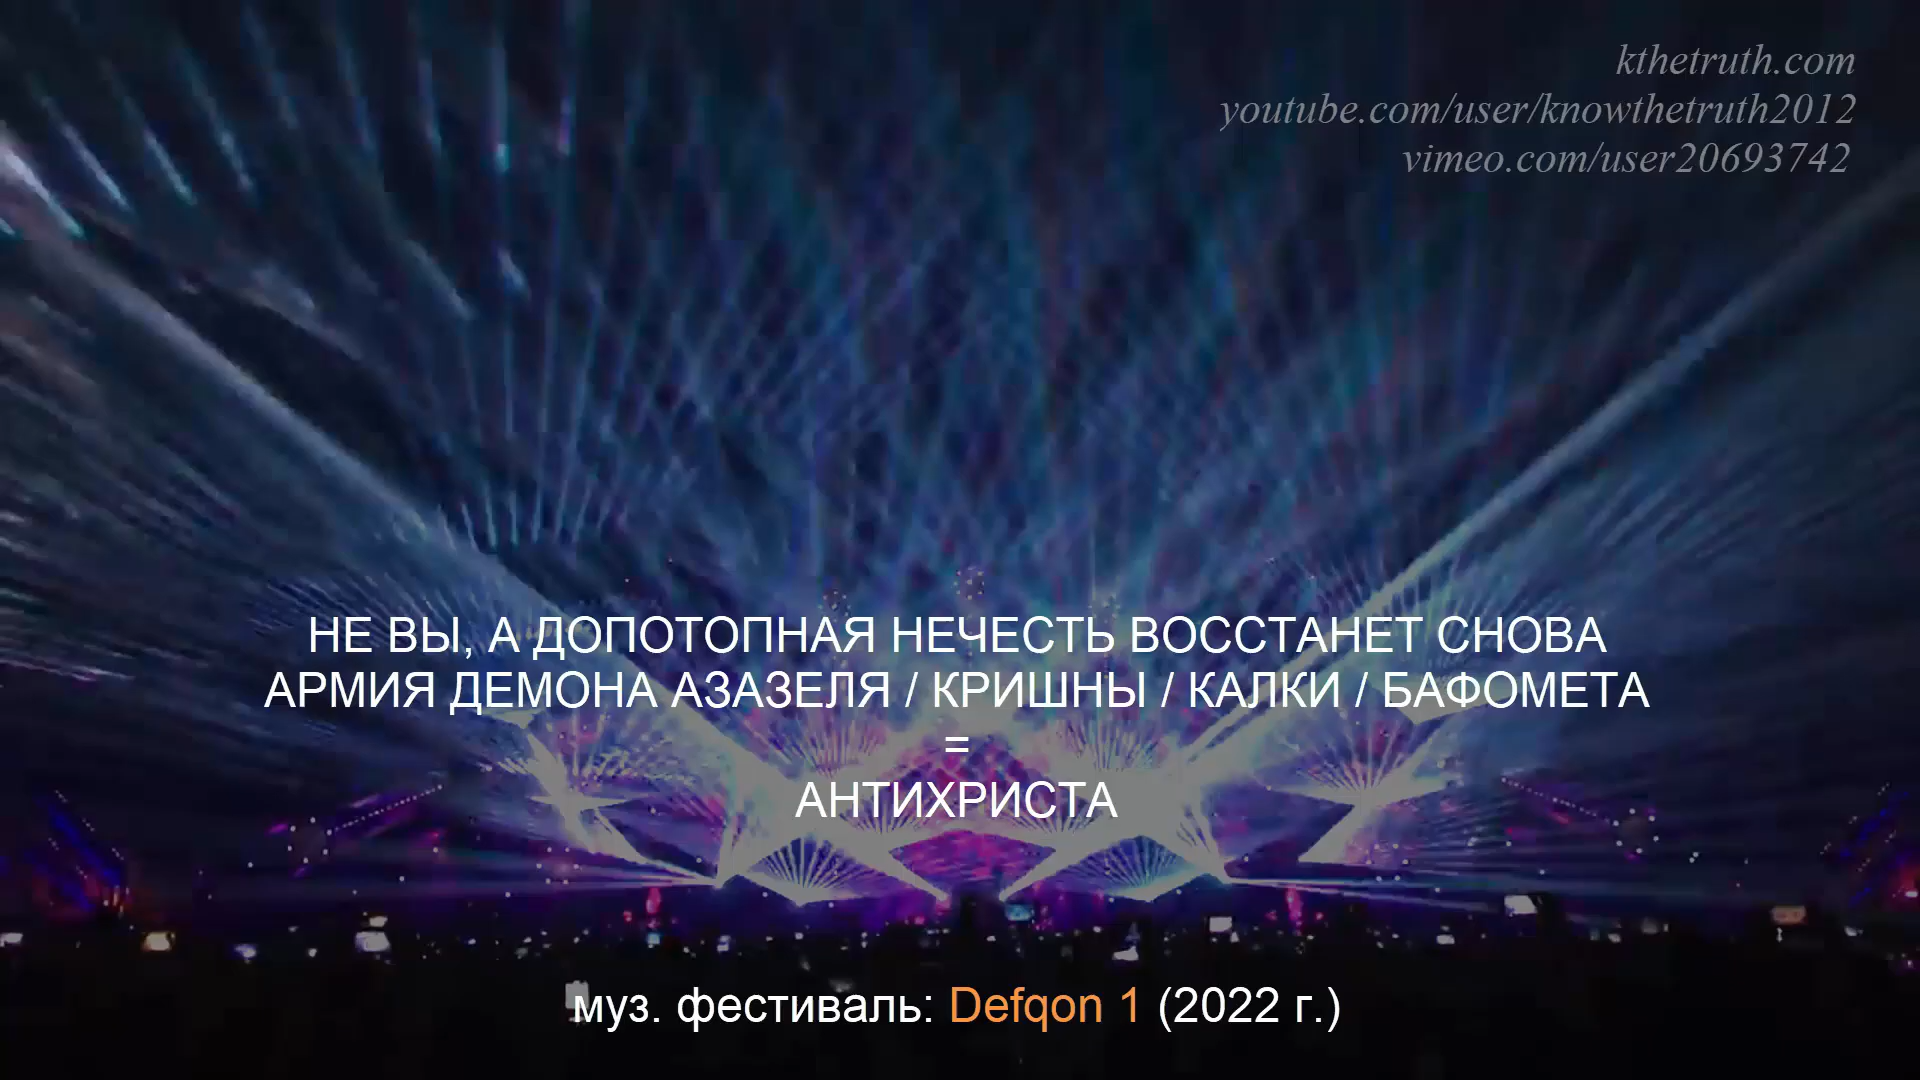 kthetruth.com
youtube.com/user/knowthetruth2012
vimeo.com/user20693742
НЕ ВЫ, А ДОПОТОПНАЯ НЕЧЕСТЬ ВОССТАНЕТ СНОВА
АРМИЯ ДЕМОНА АЗАЗЕЛЯ / КРИШНЫ / КАЛКИ / БАФОМЕТА
=
АНТИХРИСТА
муз. фестиваль: Defqon 1 (2022 г.)